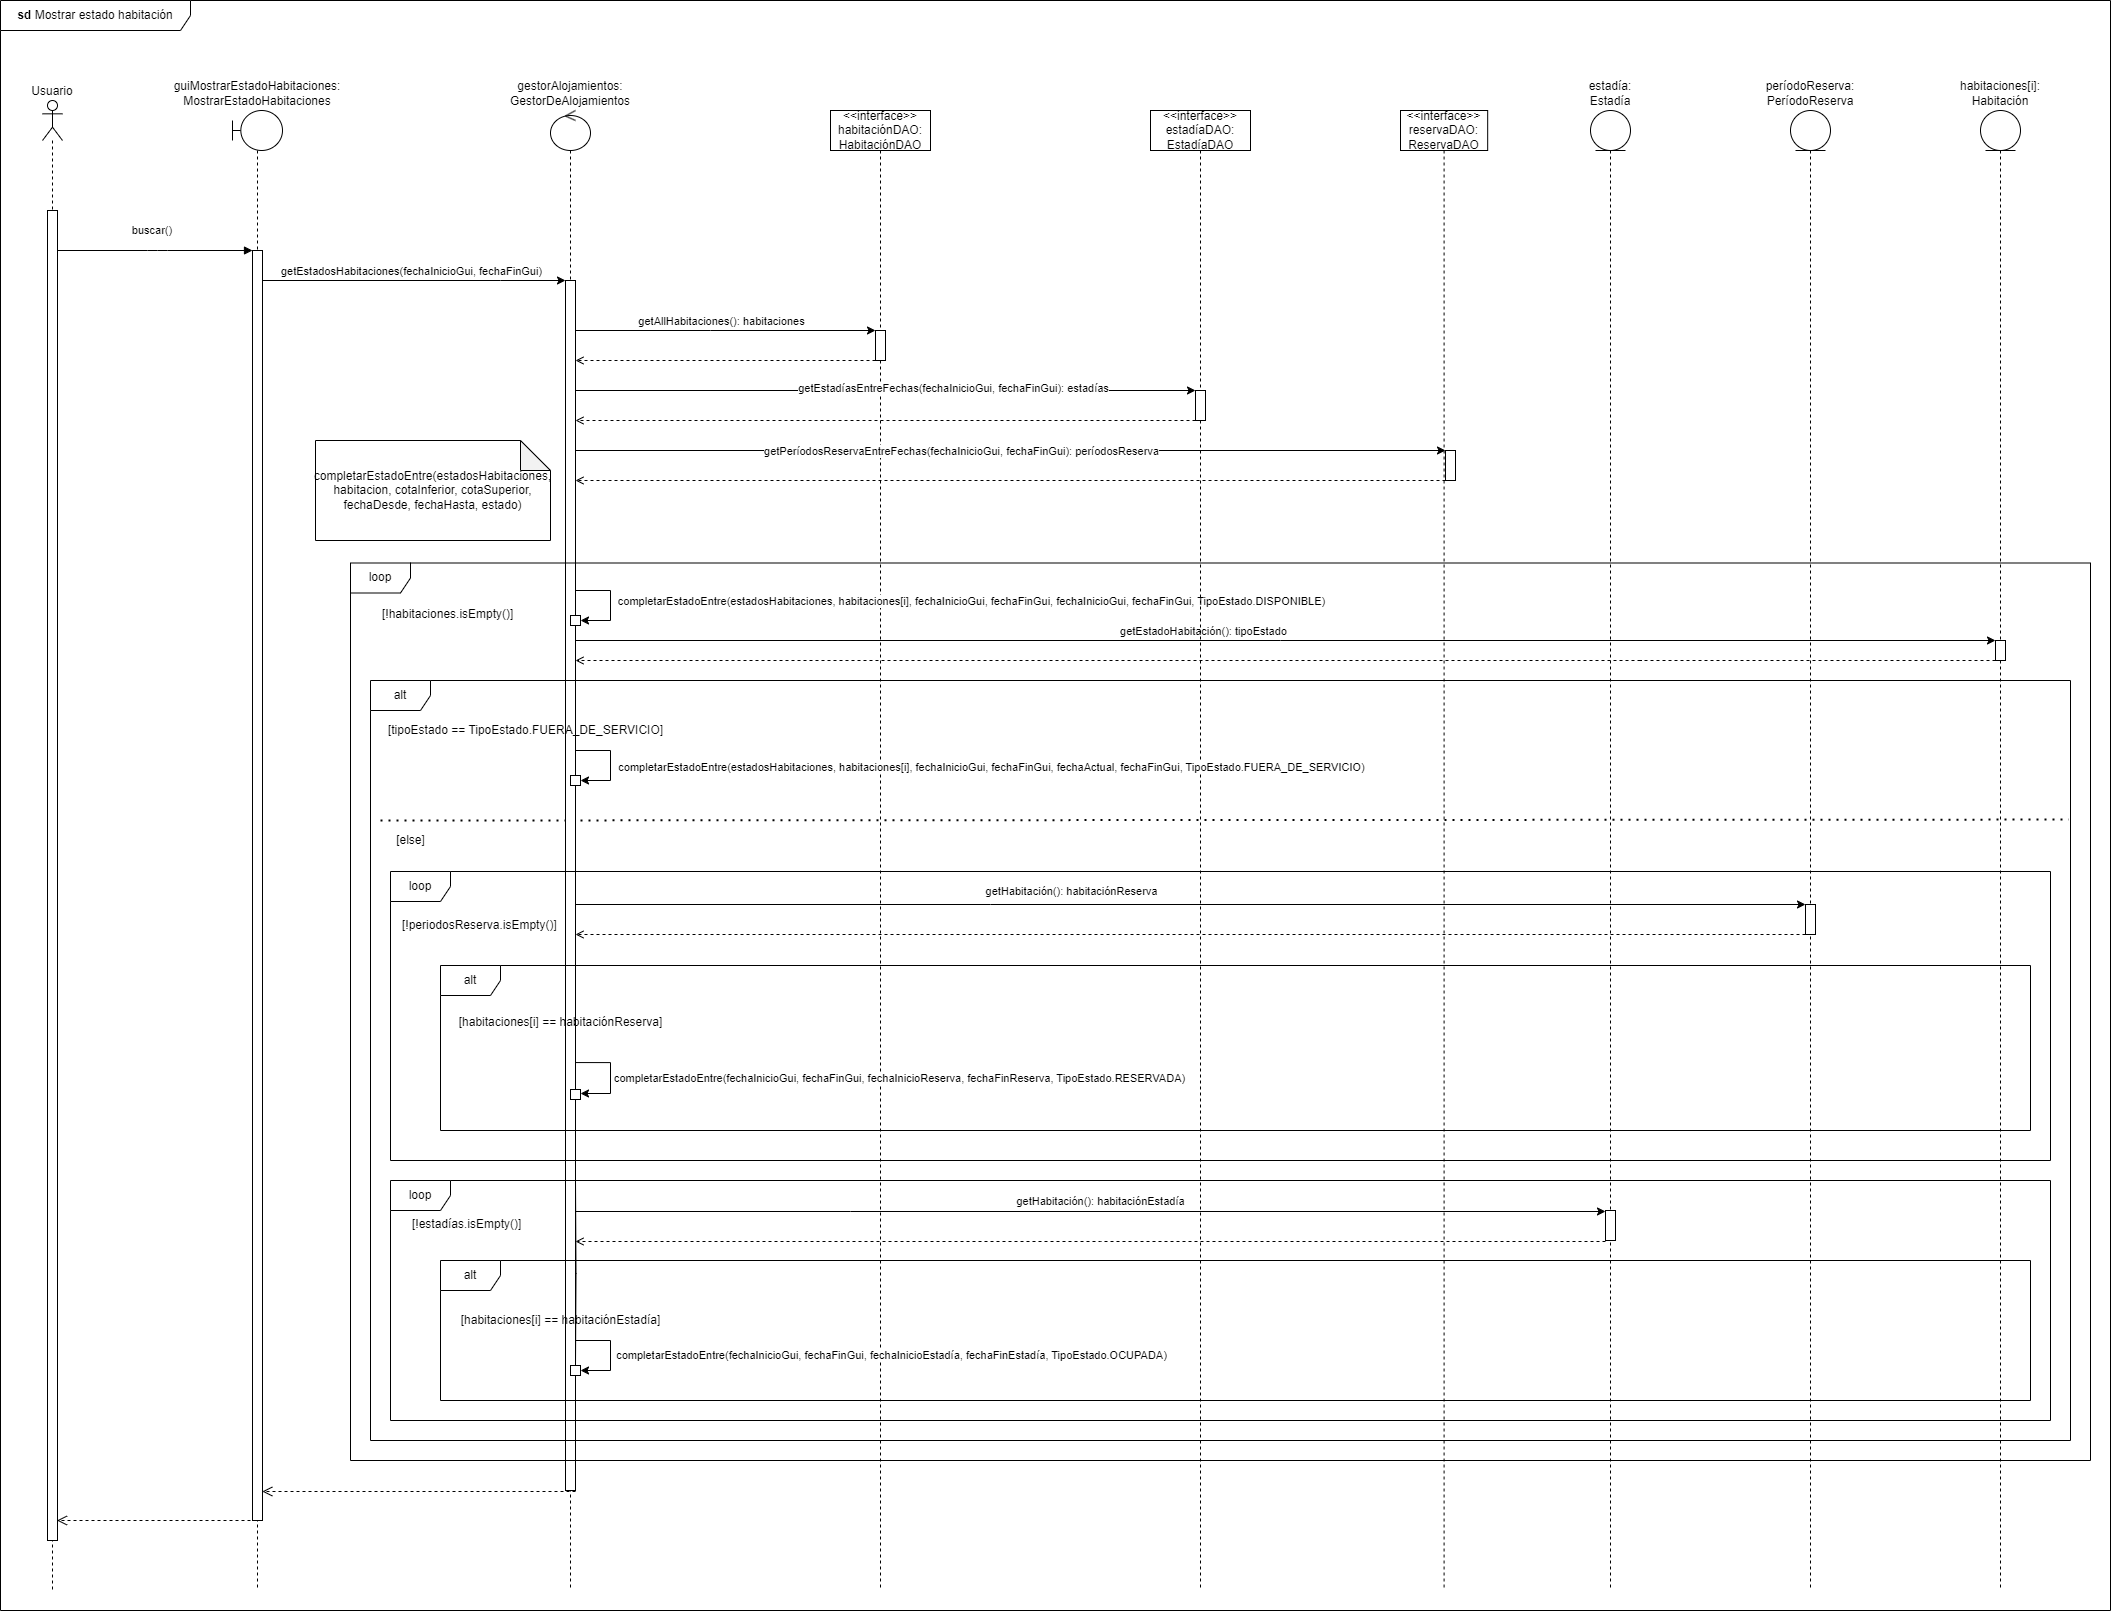 sd Mostrar estado habitación
Usuario
guiMostrarEstadoHabitaciones:
MostrarEstadoHabitaciones
gestorAlojamientos:
GestorDeAlojamientos
<<interface>>
habitaciónDAO:
HabitaciónDAO
<<interface>>
estadíaDAO:
EstadíaDAO
<<interface>>
reservaDAO:
ReservaDAO
estadía:
Estadía
períodoReserva:
PeríodoReserva
habitaciones[i]:
Habitación
buscar()
getEstadosHabitaciones(fechaInicioGui, fechaFinGui)
getAllHabitaciones(): habitaciones
getEstadíasEntreFechas(fechaInicioGui, fechaFinGui): estadías
getPeríodosReservaEntreFechas(fechaInicioGui, fechaFinGui): períodosReserva
completarEstadoEntre(estadosHabitaciones,
habitacion, cotaInferior, cotaSuperior,
fechaDesde, fechaHasta, estado)
loop
[!habitaciones.isEmpty()]
completarEstadoEntre(estadosHabitaciones, habitaciones[i], fechaInicioGui, fechaFinGui, fechaInicioGui, fechaFinGui, TipoEstado.DISPONIBLE)
getEstadoHabitación(): tipoEstado
alt
[tipoEstado == TipoEstado.FUERA_DE_SERVICIO]
completarEstadoEntre(estadosHabitaciones, habitaciones[i], fechaInicioGui, fechaFinGui, fechaActual, fechaFinGui, TipoEstado.FUERA_DE_SERVICIO)
[else]
loop
getHabitación(): habitaciónReserva
[!periodosReserva.isEmpty()]
alt
[habitaciones[i] == habitaciónReserva]
completarEstadoEntre(fechaInicioGui, fechaFinGui, fechaInicioReserva, fechaFinReserva, TipoEstado.RESERVADA)
loop
getHabitación(): habitaciónEstadía
[!estadías.isEmpty()]
alt
[habitaciones[i] == habitaciónEstadía]
completarEstadoEntre(fechaInicioGui, fechaFinGui, fechaInicioEstadía, fechaFinEstadía, TipoEstado.OCUPADA)